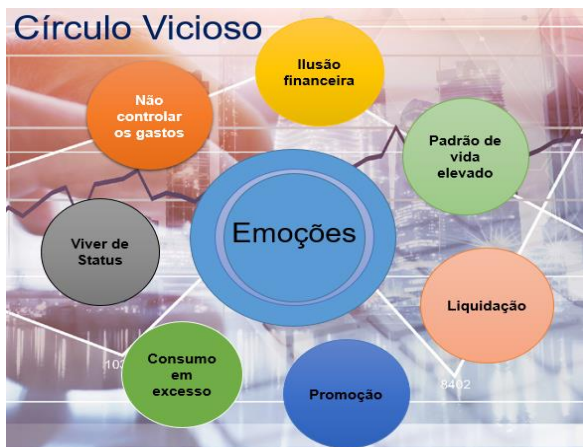 Círculo Vicioso
Ilusão
financeira
Não
controlar
os gastos
Padrão de
vida
elevado
Emoções
Viver de
Status
Liquidação
Consumo
em
excesso
Promoção
8402